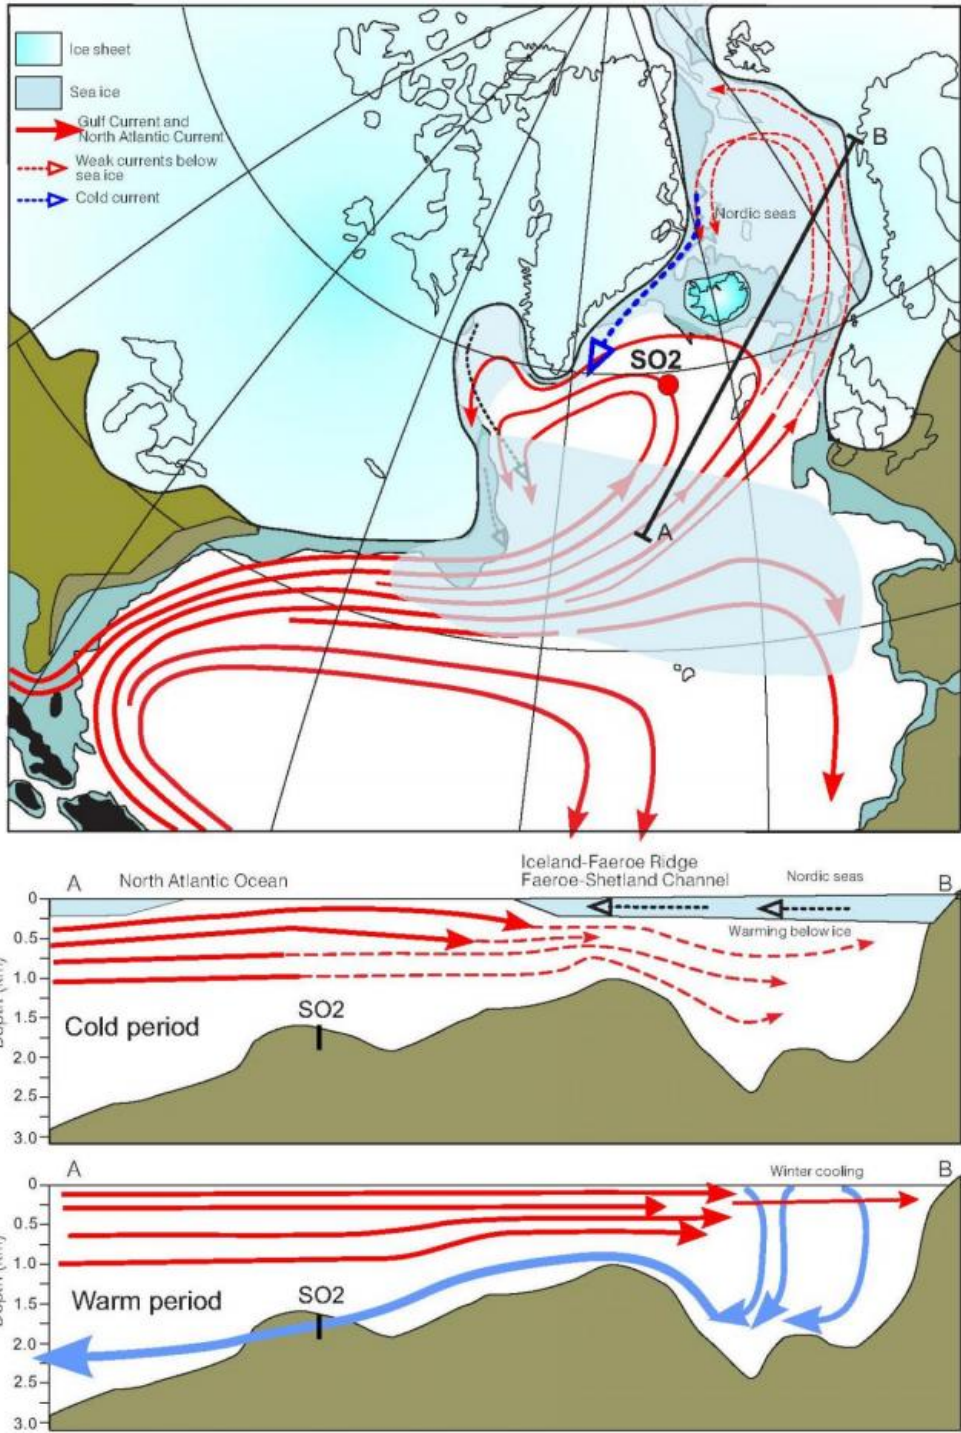 Ice sheet
Sea ice
Gulf Current and
North Atlantic Current
Weak currents below
sea ice
Cold current
B
Nordic seas
SO2
A
Iceland-Faeroe Ridge
Faeroe-Shetland Channel
A
North Atlantic Ocean
Nordic seas
B
0
0.5
1.0
1.5
2.0
2.5
3.0
Warming below ice
SO2
Cold period
A
Winter cooling
B
0
0.5
1.0
1.5
2.0
2.5
3.0
SO2
Warm period